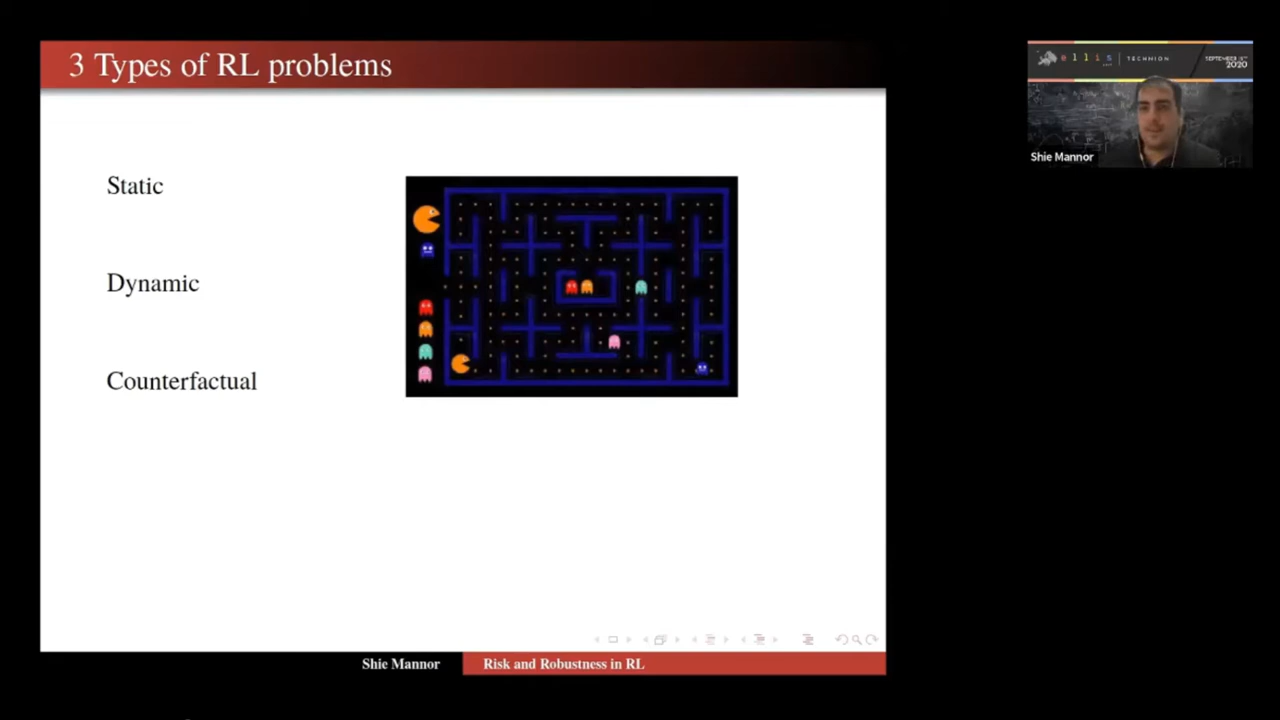 3 Types of RL problems
Static
Dynamic
Counterfactual
Shie Mannor
Risk and Robustness in RL
ellis
TECHNION
2020
Shie Mannor